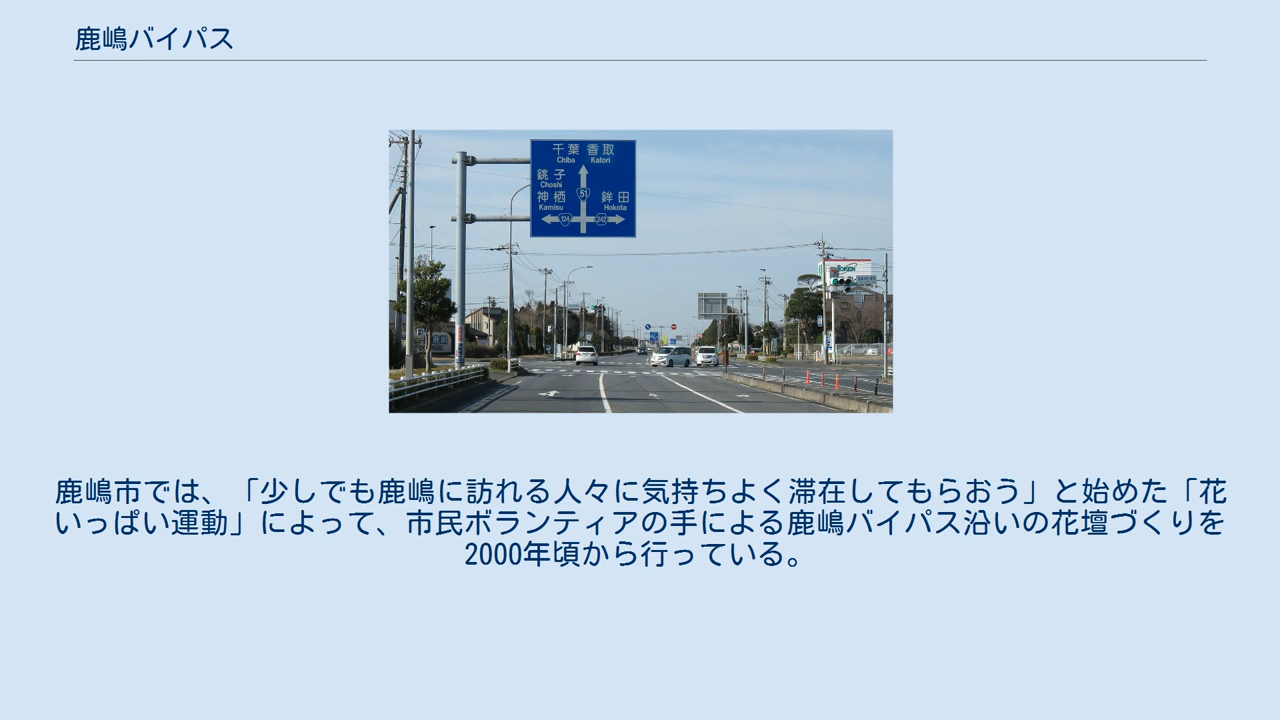 鹿嶋バイパス
千葉 香取
Chiba Katori
銚子
Choshi
51
神栖 鉾田
Kamisu Hokota
124 242
鹿嶋市では、「少しでも鹿嶋に訪れる人々に気持ちよく滞在してもらおう」と始めた「花
いっぱい運動」によって、市民ボランティアの手による鹿嶋バイパス沿いの花壇づくりを
2000年頃から行っている。